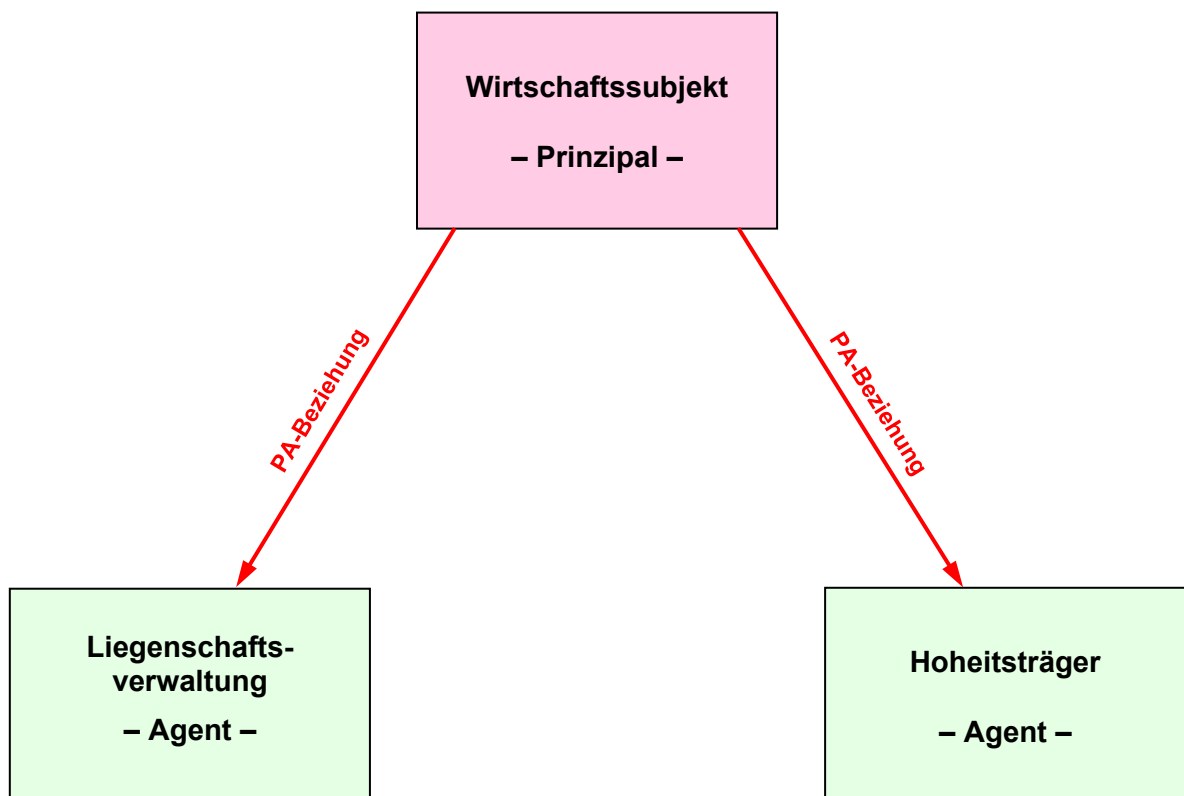 Wirtschaftssubjekt
– Prinzipal –
PA-Beziehung
PA-Beziehung
Liegenschafts-
verwaltung
– Agent –
Hoheitsträger
– Agent –